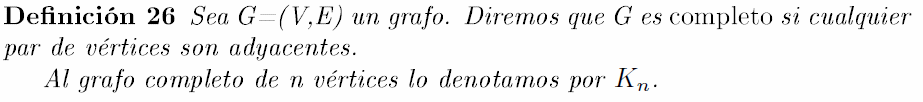 Definición 26 Sea G=(V,E) un grafo. Diremos que G es completo si cualquier
par de vértices son adyacentes.
Al grafo completo de n vértices lo denotamos por Kₙ.